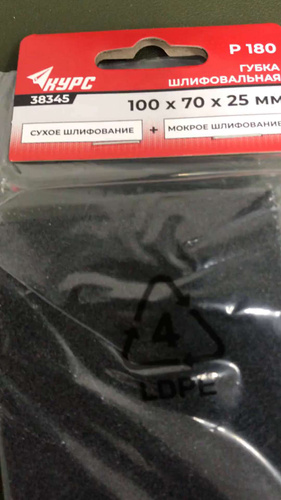 КУРС
38345
P 180
ГУБКА
ШЛИФОВАЛЬНАЯ
100 x 70 x 25 мм
СУХОЕ ШЛИФОВАНИЕ + МОКРОЕ ШЛИФОВАНИЕ
4
LDPE